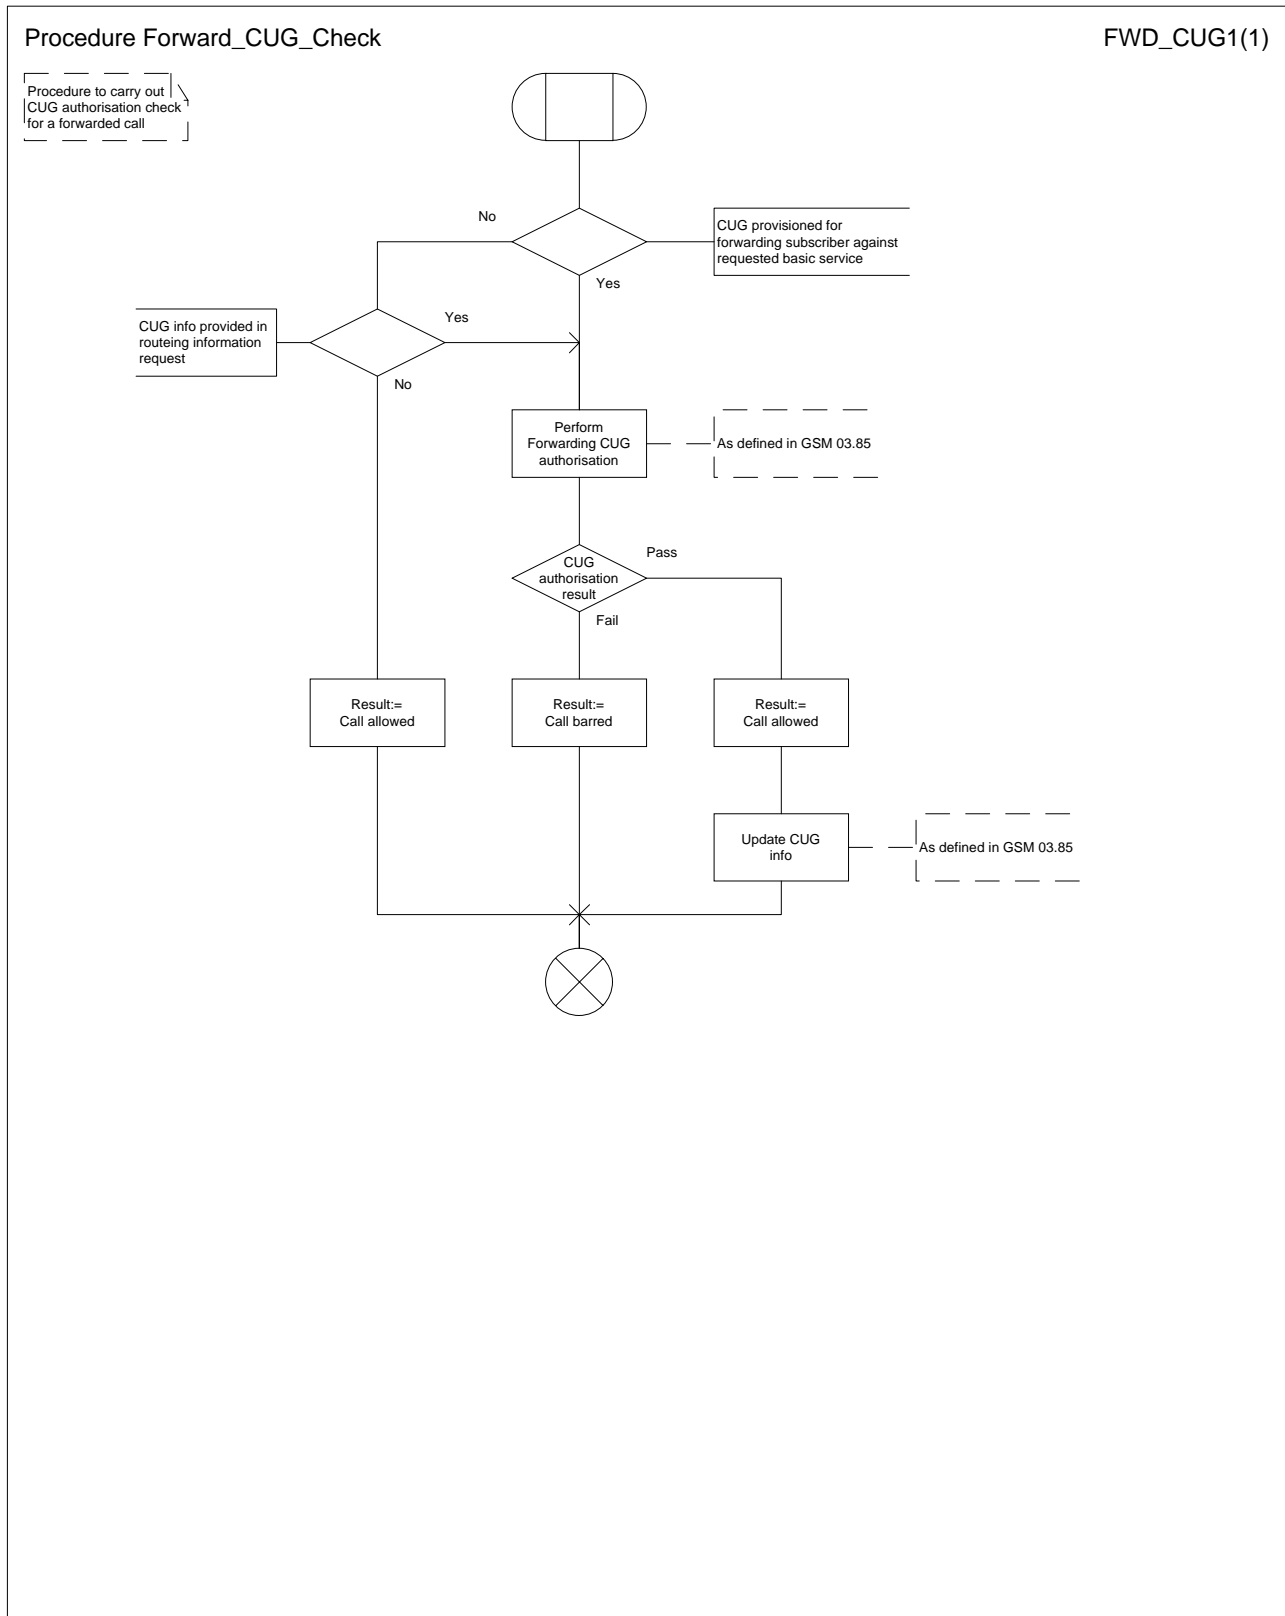 Procedure Forward_CUG_Check
FWD_CUG1(1)
Procedure to carry out
CUG authorisation check
for a forwarded call
No
CUG provisioned for
forwarding subscriber against
requested basic service
Yes
CUG info provided in
routeing information
request
Yes
No
Perform
Forwarding CUG
authorisation
As defined in GSM 03.85
CUG
authorisation
result
Pass
Fail
Result:=
Call allowed
Result:=
Call barred
Result:=
Call allowed
Update CUG
info
As defined in GSM 03.85